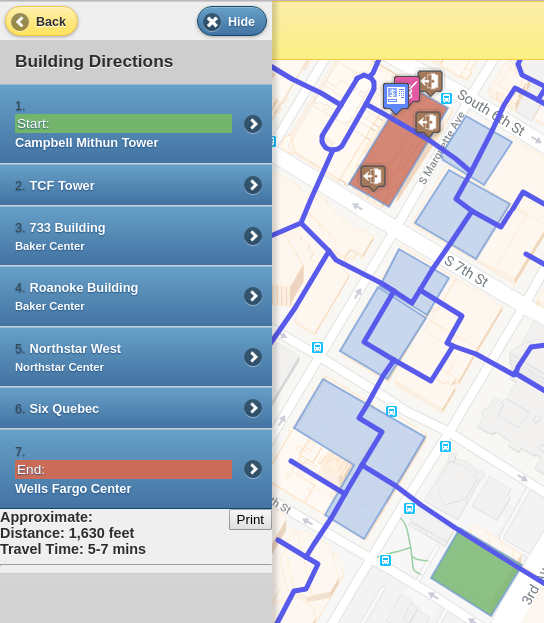 Back
Hide
Building Directions
1.
Start:
Campbell Mithun Tower
2. TCF Tower
3. 733 Building
Baker Center
4. Roanoke Building
Baker Center
5. Northstar West
Northstar Center
6. Six Quebec
7.
End:
Wells Fargo Center
Approximate:
Print
Distance: 1,630 feet
Travel Time: 5-7 mins
South 6th St
S Marquette Ave
S 7th St
h St
3rd